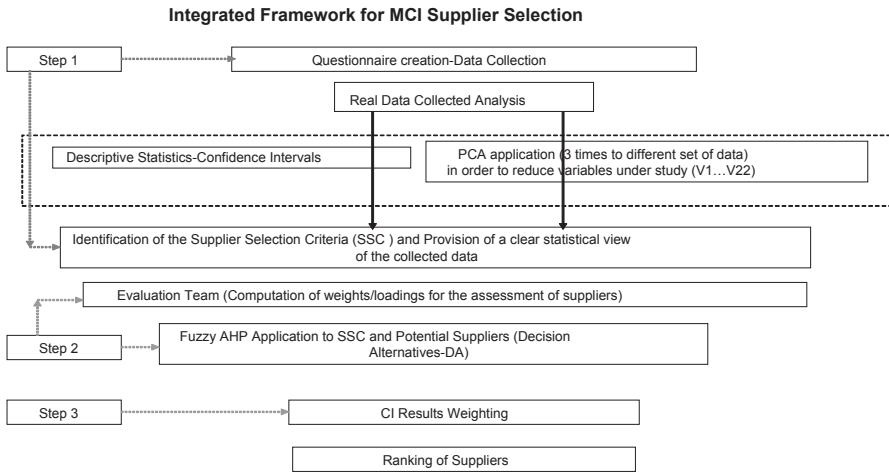 Integrated Framework for MCI Supplier Selection
Step 1
Questionnaire creation-Data Collection
Real Data Collected Analysis
Descriptive Statistics-Confidence Intervals
PCA application (3 times to different set of data)
in order to reduce variables under study (V1…V22)
Identification of the Supplier Selection Criteria (SSC ) and Provision of a clear statistical view
of the collected data
Evaluation Team (Computation of weights/loadings for the assessment of suppliers)
Step 2
Fuzzy AHP Application to SSC and Potential Suppliers (Decision
Alternatives-DA)
Step 3
CI Results Weighting
Ranking of Suppliers